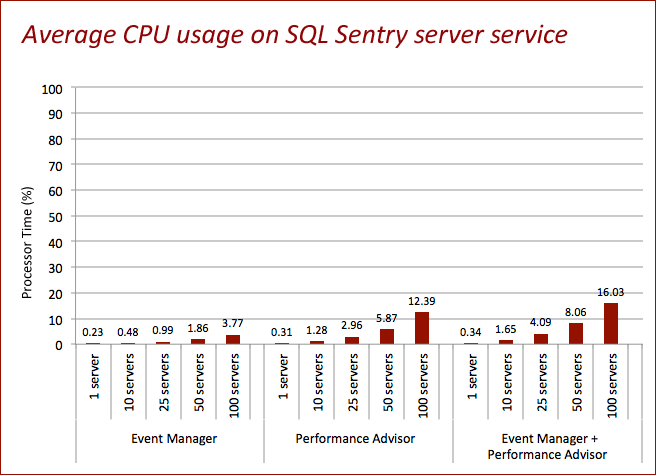 Average CPU usage on SQL Sentry server service
Processor Time (%)
100
90
80
70
60
50
40
30
20
10
0
0.23 0.48 0.99 1.86 3.77
0.31 1.28 2.96 5.87 12.39
0.34 1.65 4.09 8.06 16.03
1 server 10 servers 25 servers 50 servers 100 servers
1 server 10 servers 25 servers 50 servers 100 servers
1 server 10 servers 25 servers 50 servers 100 servers
Event Manager
Performance Advisor
Event Manager +
Performance Advisor